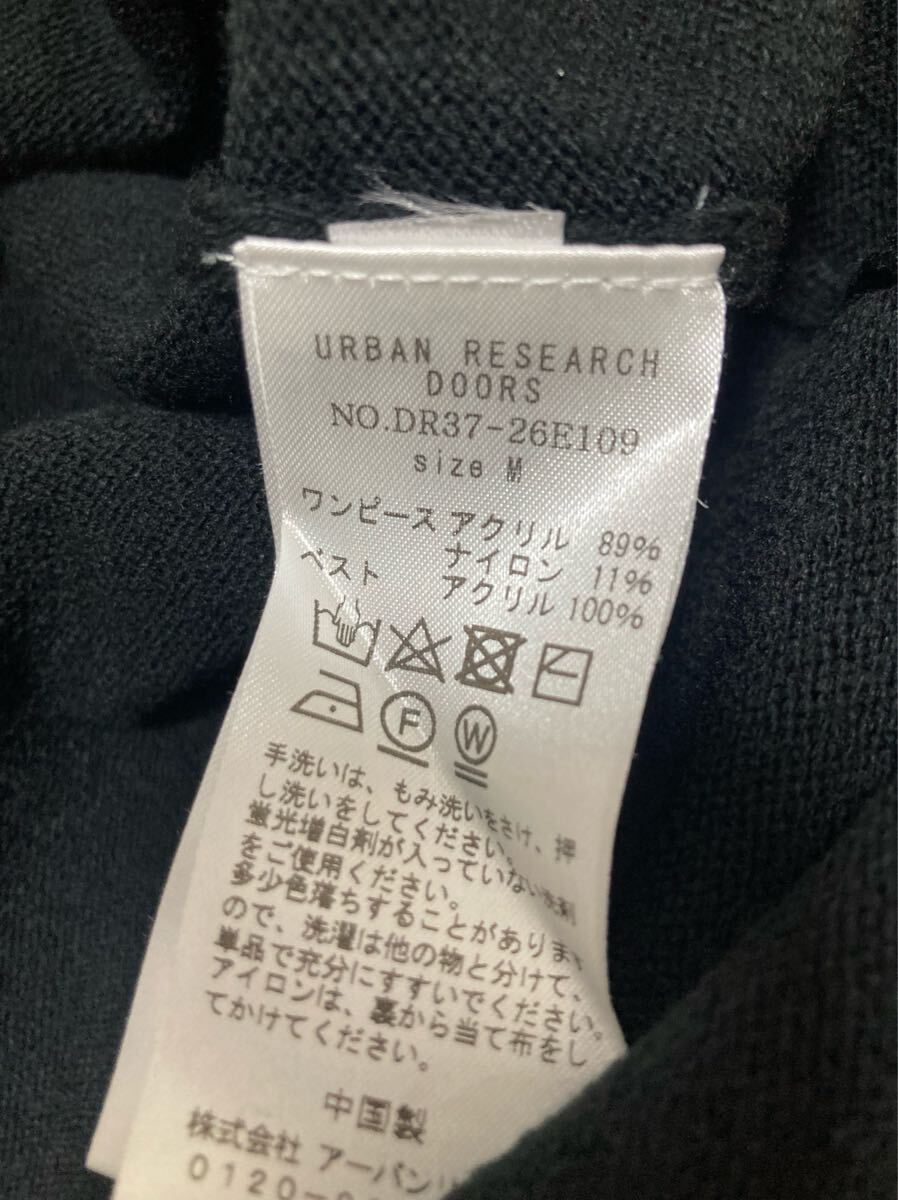 URBAN RESEARCH
DOORS
NO.DR37-26E109
size M
ワンピース アクリル 89%
ナイロン 11%
ベスト アクリル 100%
F W
手洗いは、もみ洗いをさけ、押
し洗いをしてください。
蛍光増白剤が入っていない洗剤
をご使用ください。
多少色落ちすることがあります
ので、洗濯は他の物と分けて、
単品で充分にすすいでください。
アイロンは、裏から当て布をし
てかけてください。
中国製
株式会社 アーバン
0120-